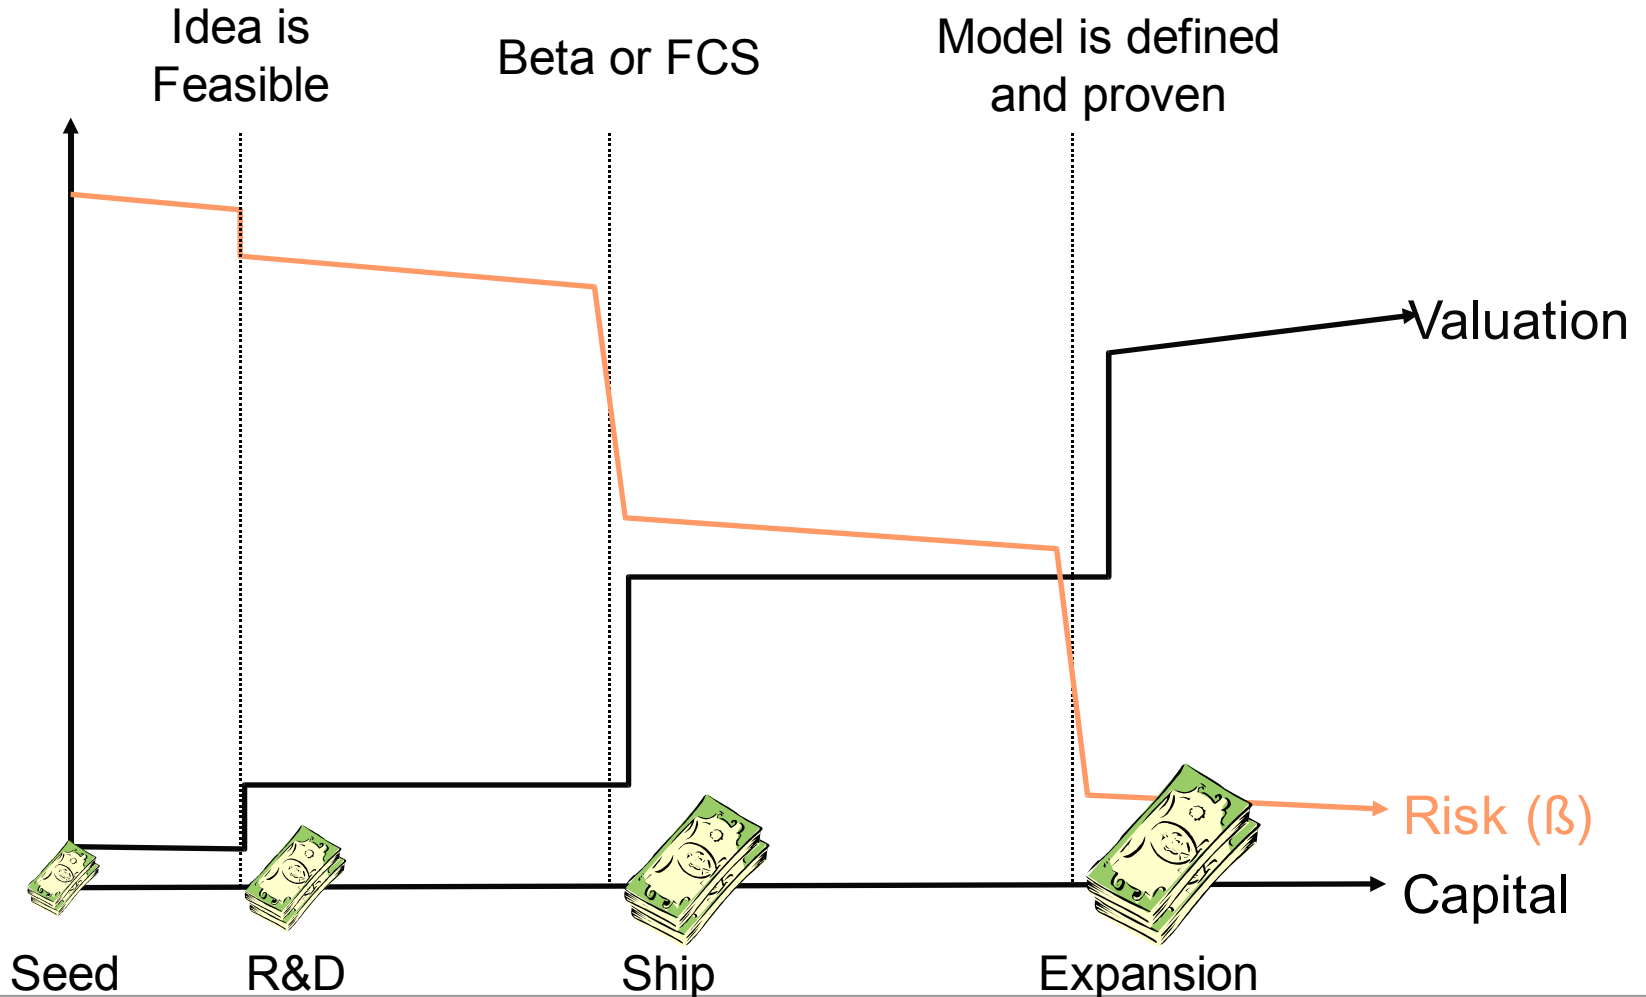 Idea is
Feasible
Beta or FCS
Model is defined
and proven
Valuation
Risk (ß)
Capital
Seed
R&D
Ship
Expansion